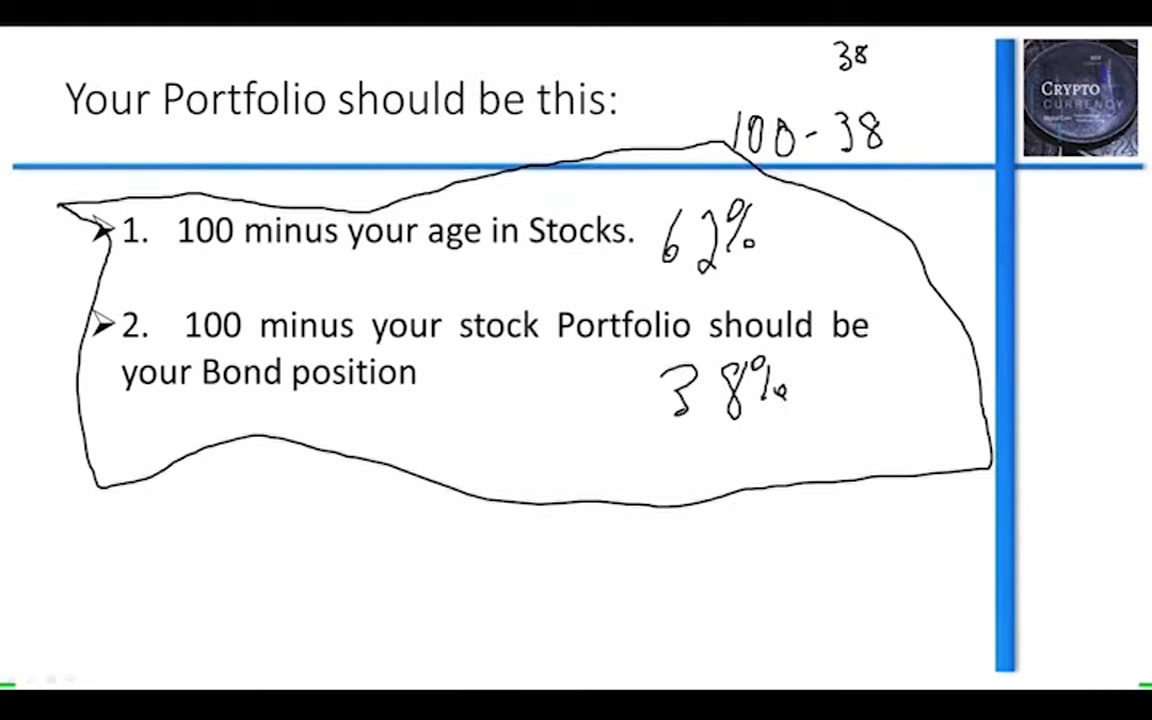 38
Your Portfolio should be this:
100 - 38
CRYPTO
CURRENCY
➢ 1. 100 minus your age in Stocks. 62%
➢ 2. 100 minus your stock Portfolio should be
your Bond position
38%